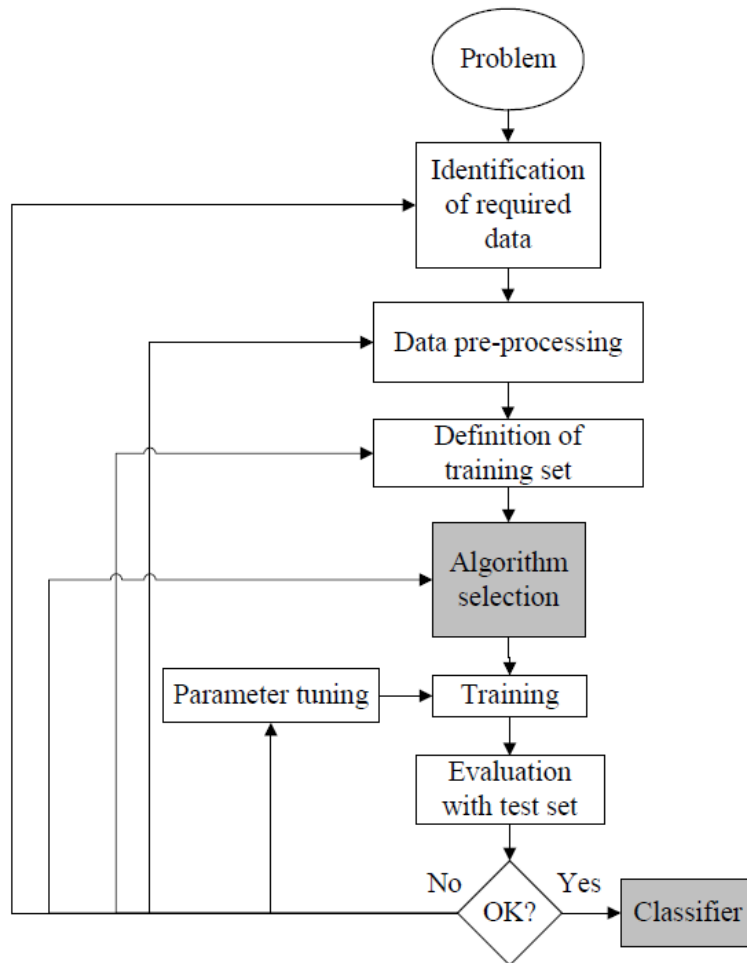 Problem
Identification
of required
data
Data pre-processing
Definition of
training set
Algorithm
selection
Parameter tuning
Training
Evaluation
with test set
No
Yes
OK?
Classifier